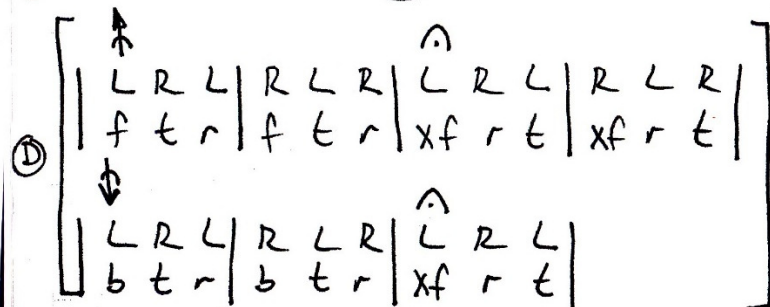 | L R L | R L R | L R L | R L R |
| f t r | f t r | xf r t | xf r t |
D
| L R L | R L R | L R L |
| b t r | b t r | xf r t |